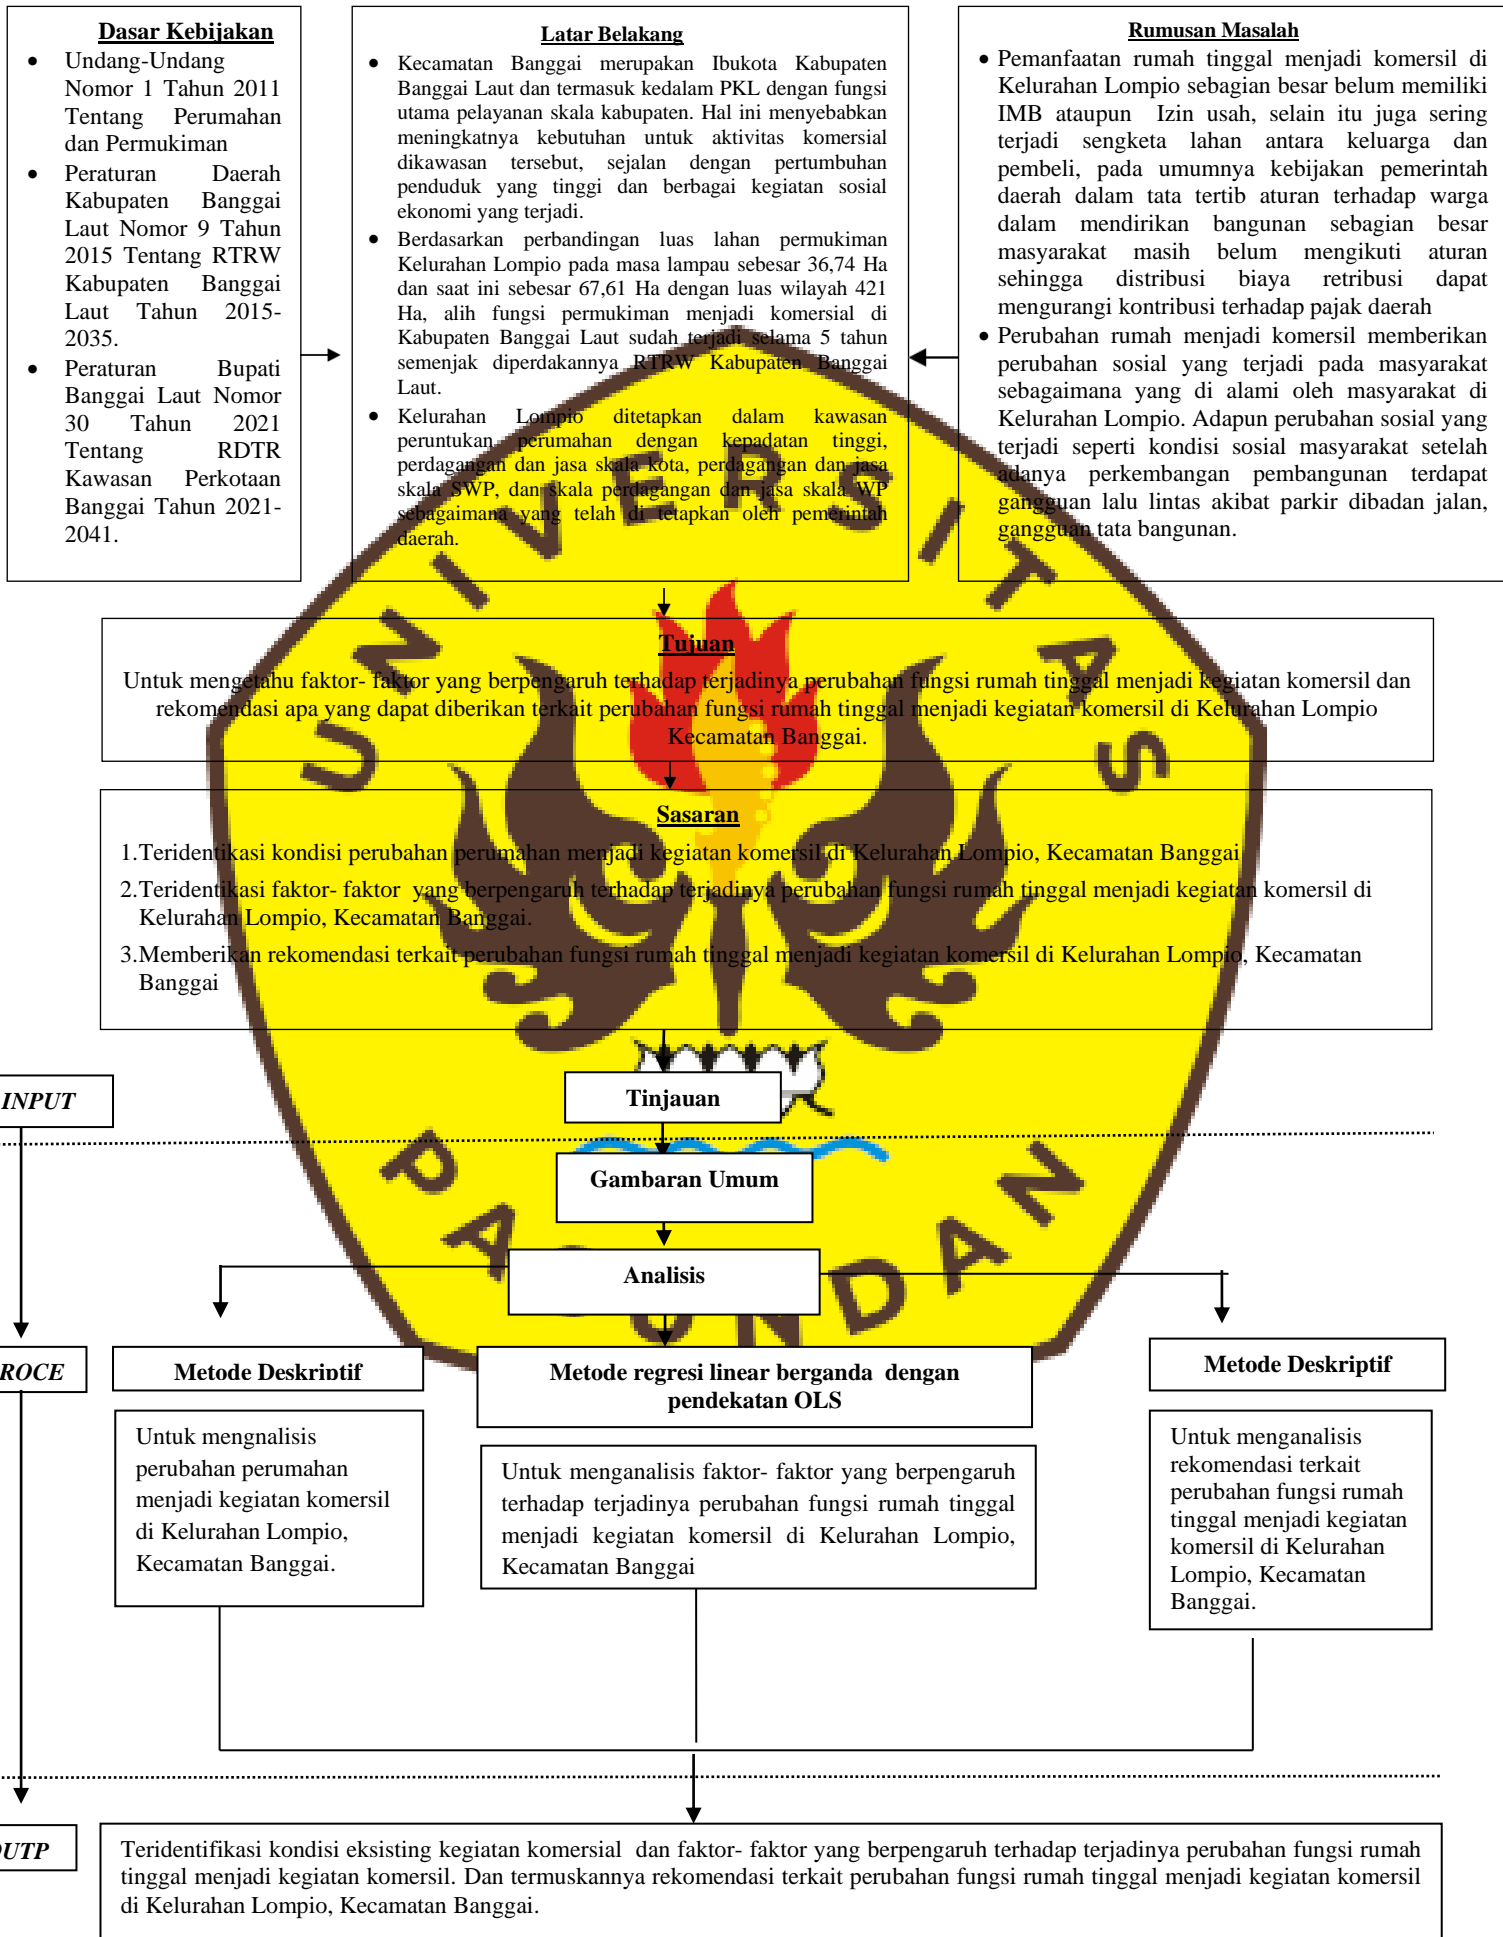 Dasar Kebijakan
• Undang-Undang
Nomor 1 Tahun 2011
Tentang Perumahan
dan Permukiman
• Peraturan Daerah
Kabupaten Banggai
Laut Nomor 9 Tahun
2015 Tentang RTRW
Kabupaten Banggai
Laut Tahun 2015-
2035.
• Peraturan Bupati
Banggai Laut Nomor
30 Tahun 2021
Tentang RDTR
Kawasan Perkotaan
Banggai Tahun 2021-
2041.
Latar Belakang
• Kecamatan Banggai merupakan Ibukota Kabupaten
Banggai Laut dan termasuk kedalam PKL dengan fungsi
utama pelayanan skala kabupaten. Hal ini menyebabkan
meningkatnya kebutuhan untuk aktivitas komersial
dikawasan tersebut, sejalan dengan pertumbuhan
penduduk yang tinggi dan berbagai kegiatan sosial
ekonomi yang terjadi.
• Berdasarkan perbandingan luas lahan permukiman
Kelurahan Lompio pada masa lampau sebesar 36,74 Ha
dan saat ini sebesar 67,61 Ha dengan luas wilayah 421
Ha, alih fungsi permukiman menjadi komersial di
Kabupaten Banggai Laut sudah terjadi selama 5 tahun
semenjak diperdakannya RTRW Kabupaten Banggai
Laut.
• Kelurahan Lompio ditetapkan dalam kawasan
peruntukan perumahan dengan kepadatan tinggi,
perdagangan dan jasa skala kota, perdagangan dan jasa
skala SWP, dan skala perdagangan dan jasa skala WP
sebagaimana yang telah di tetapkan oleh pemerintah
daerah.
Rumusan Masalah
• Pemanfaatan rumah tinggal menjadi komersil di
Kelurahan Lompio sebagian besar belum memiliki
IMB ataupun Izin usah, selain itu juga sering
terjadi sengketa lahan antara keluarga dan
pembeli, pada umumnya kebijakan pemerintah
daerah dalam tata tertib aturan terhadap warga
dalam mendirikan bangunan sebagian besar
masyarakat masih belum mengikuti aturan
sehingga distribusi biaya retribusi dapat
mengurangi kontribusi terhadap pajak daerah
• Perubahan rumah menjadi komersil memberikan
perubahan sosial yang terjadi pada masyarakat
sebagaimana yang di alami oleh masyarakat di
Kelurahan Lompio. Adapun perubahan sosial yang
terjadi seperti kondisi sosial masyarakat setelah
adanya perkembangan pembangunan terdapat
gangguan lalu lintas akibat parkir dibadan jalan,
gangguan tata bangunan.
UNIVERSITAS
Tujuan
Untuk mengetahu faktor- faktor yang berpengaruh terhadap terjadinya perubahan fungsi rumah tinggal menjadi kegiatan komersil dan
rekomendasi apa yang dapat diberikan terkait perubahan fungsi rumah tinggal menjadi kegiatan komersil di Kelurahan Lompio
Kecamatan Banggai.
Sasaran
1.Teridentikasi kondisi perubahan perumahan menjadi kegiatan komersil di Kelurahan Lompio, Kecamatan Banggai
2.Teridentikasi faktor- faktor yang berpengaruh terhadap terjadinya perubahan fungsi rumah tinggal menjadi kegiatan komersil di
Kelurahan Lompio, Kecamatan Banggai.
3.Memberikan rekomendasi terkait perubahan fungsi rumah tinggal menjadi kegiatan komersil di Kelurahan Lompio, Kecamatan
Banggai
INPUT
Tinjauan
Gambaran Umum
Analisis
ROCE
Metode Deskriptif
Metode regresi linear berganda dengan
pendekatan OLS
Metode Deskriptif
Untuk mengnalisis
perubahan perumahan
menjadi kegiatan komersil
di Kelurahan Lompio,
Kecamatan Banggai.
Untuk menganalisis faktor- faktor yang berpengaruh
terhadap terjadinya perubahan fungsi rumah tinggal
menjadi kegiatan komersil di Kelurahan Lompio,
Kecamatan Banggai
Untuk menganalisis
rekomendasi terkait
perubahan fungsi rumah
tinggal menjadi kegiatan
komersil di Kelurahan
Lompio, Kecamatan
Banggai.
OUTP
Teridentifikasi kondisi eksisting kegiatan komersial dan faktor- faktor yang berpengaruh terhadap terjadinya perubahan fungsi rumah
tinggal menjadi kegiatan komersil. Dan termuskannya rekomendasi terkait perubahan fungsi rumah tinggal menjadi kegiatan komersil
di Kelurahan Lompio, Kecamatan Banggai.